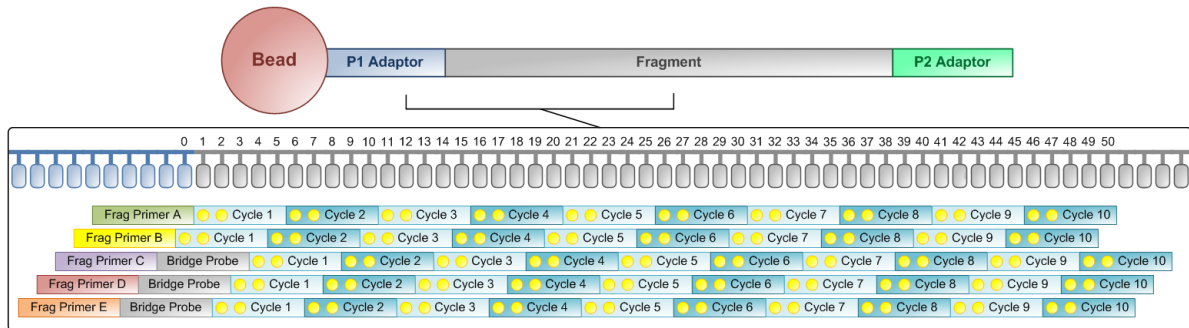 Bead P1 Adaptor Fragment P2 Adaptor
0 1 2 3 4 5 6 7 8 9 10 11 12 13 14 15 16 17 18 19 20 21 22 23 24 25 26 27 28 29 30 31 32 33 34 35 36 37 38 39 40 41 42 43 44 45 46 47 48 49 50
Frag Primer A Cycle 1 Cycle 2 Cycle 3 Cycle 4 Cycle 5 Cycle 6 Cycle 7 Cycle 8 Cycle 9 Cycle 10
Frag Primer B Cycle 1 Cycle 2 Cycle 3 Cycle 4 Cycle 5 Cycle 6 Cycle 7 Cycle 8 Cycle 9 Cycle 10
Frag Primer C Bridge Probe Cycle 1 Cycle 2 Cycle 3 Cycle 4 Cycle 5 Cycle 6 Cycle 7 Cycle 8 Cycle 9 Cycle 10
Frag Primer D Bridge Probe Cycle 1 Cycle 2 Cycle 3 Cycle 4 Cycle 5 Cycle 6 Cycle 7 Cycle 8 Cycle 9 Cycle 10
Frag Primer E Bridge Probe Cycle 1 Cycle 2 Cycle 3 Cycle 4 Cycle 5 Cycle 6 Cycle 7 Cycle 8 Cycle 9 Cycle 10